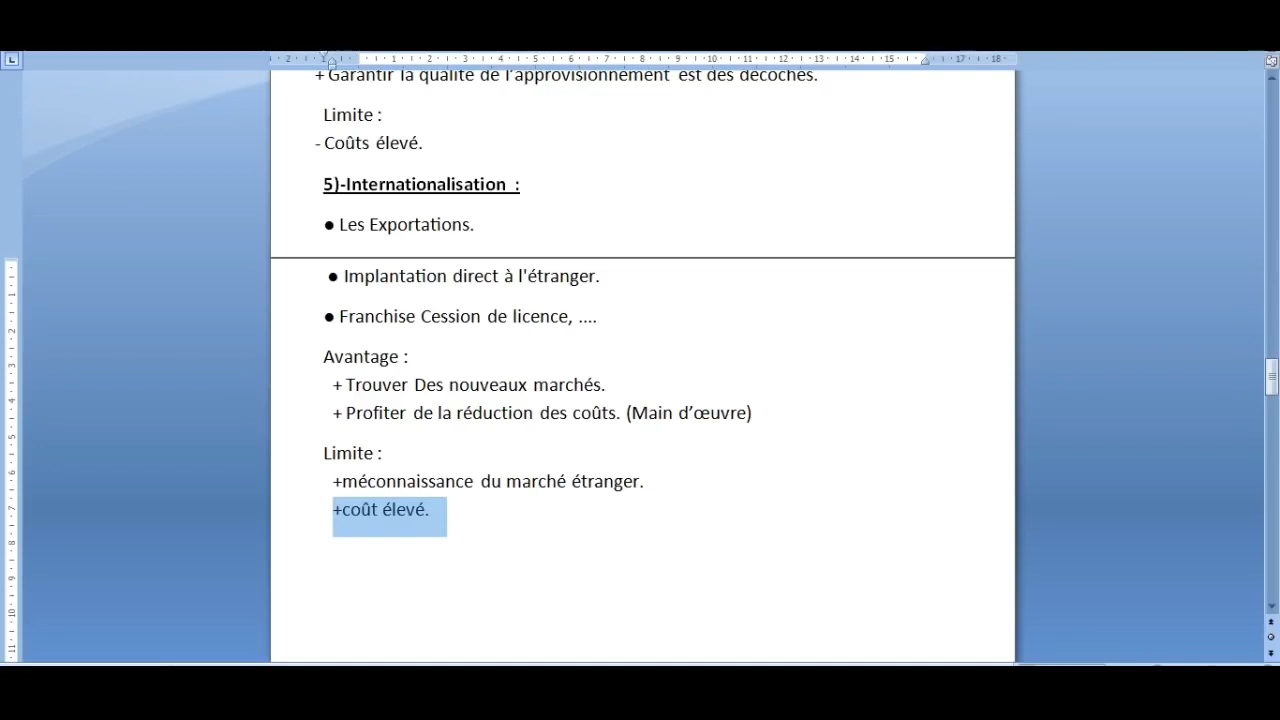 + Garantir la qualité de l'approvisionnement est des décochés.
Limite :
- Coûts élevé.
5)-Internationalisation :
● Les Exportations.
● Implantation direct à l'étranger.
● Franchise Cession de licence, ....
Avantage :
+ Trouver Des nouveaux marchés.
+ Profiter de la réduction des coûts. (Main d’œuvre)
Limite :
+méconnaissance du marché étranger.
+coût élevé.